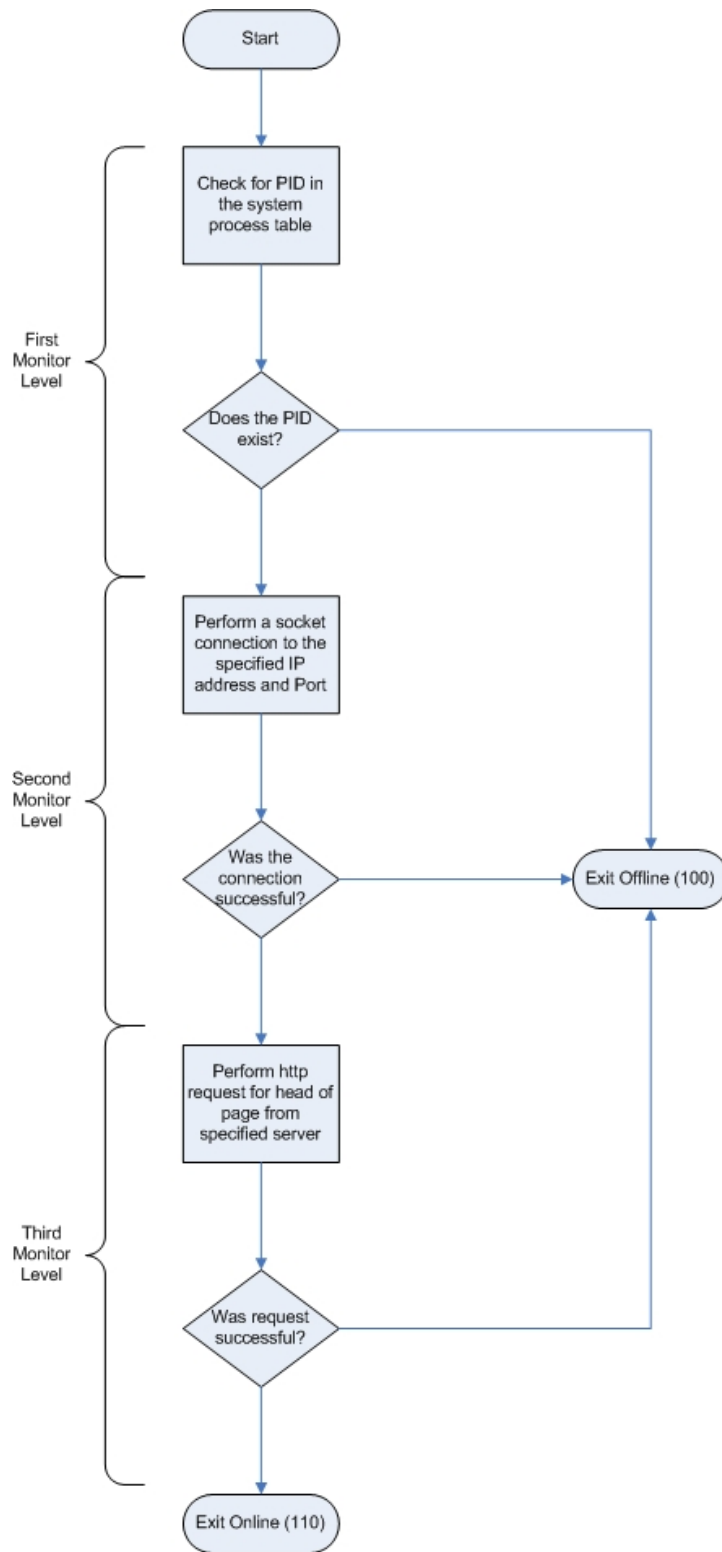 Start
Check for PID in
the system
process table
First
Monitor
Level
Does the PID
exist?
Perform a socket
connection to the
specified IP
address and Port
Second
Monitor
Level
Was the
connection
successful?
Exit Offline (100)
Perform http
request for head of
page from
specified server
Third
Monitor
Level
Was request
successful?
Exit Online (110)